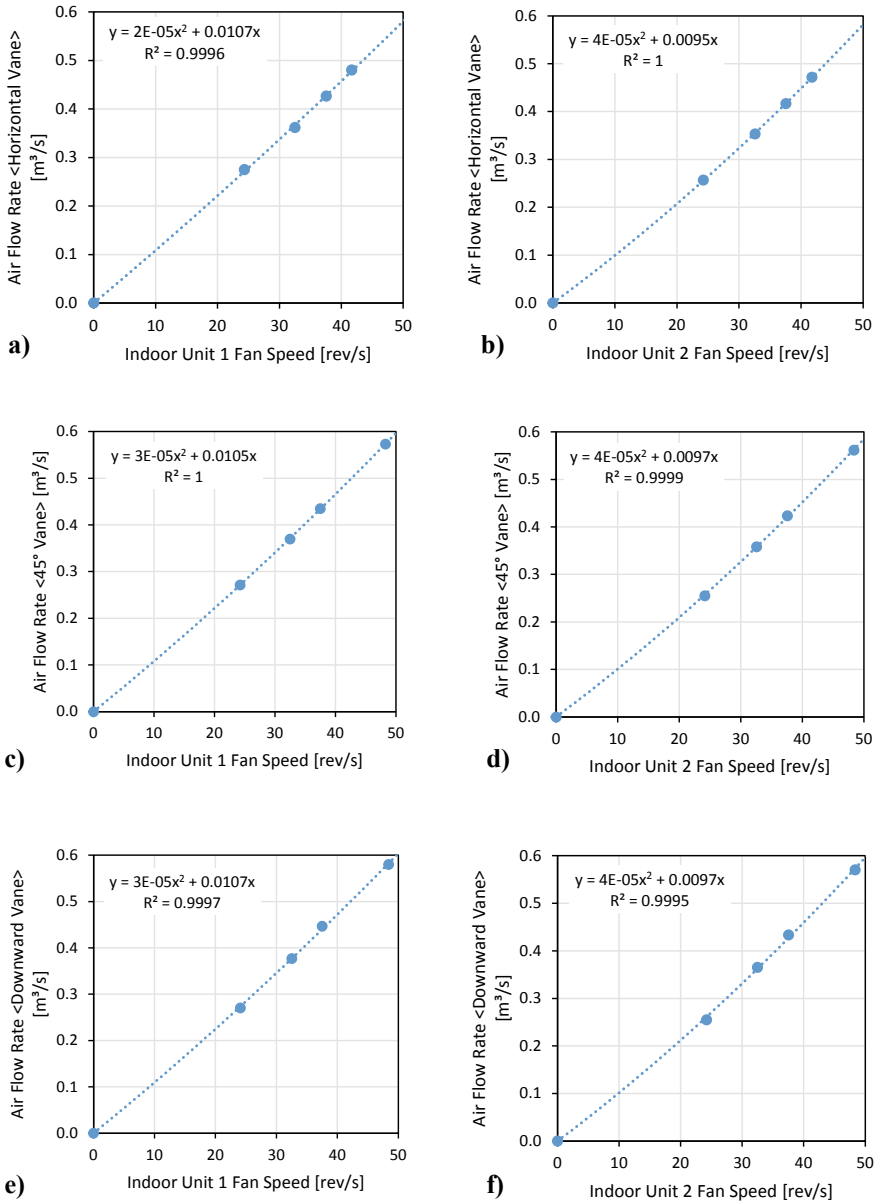 y = 2E-05x² + 0.0107x
R² = 0.9996
Air Flow Rate <Horizontal Vane>
[m³/s]
0.6
0.5
0.4
0.3
0.2
0.1
0.0
0 10 20 30 40 50
Indoor Unit 1 Fan Speed [rev/s]
a)
y = 4E-05x² + 0.0095x
R² = 1
Air Flow Rate <Horizontal Vane>
[m³/s]
0.6
0.5
0.4
0.3
0.2
0.1
0.0
0 10 20 30 40 50
Indoor Unit 2 Fan Speed [rev/s]
b)
y = 3E-05x² + 0.0105x
R² = 1
Air Flow Rate <45° Vane> [m³/s]
0.6
0.5
0.4
0.3
0.2
0.1
0.0
0 10 20 30 40 50
Indoor Unit 1 Fan Speed [rev/s]
c)
y = 4E-05x² + 0.0097x
R² = 0.9999
Air Flow Rate <45° Vane> [m³/s]
0.6
0.5
0.4
0.3
0.2
0.1
0.0
0 10 20 30 40 50
Indoor Unit 2 Fan Speed [rev/s]
d)
y = 3E-05x² + 0.0107x
R² = 0.9997
Air Flow Rate <Downward Vane>
[m³/s]
0.6
0.5
0.4
0.3
0.2
0.1
0.0
0 10 20 30 40 50
Indoor Unit 1 Fan Speed [rev/s]
e)
y = 4E-05x² + 0.0097x
R² = 0.9995
Air Flow Rate <Downward Vane>
[m³/s]
0.6
0.5
0.4
0.3
0.2
0.1
0.0
0 10 20 30 40 50
Indoor Unit 2 Fan Speed [rev/s]
f)